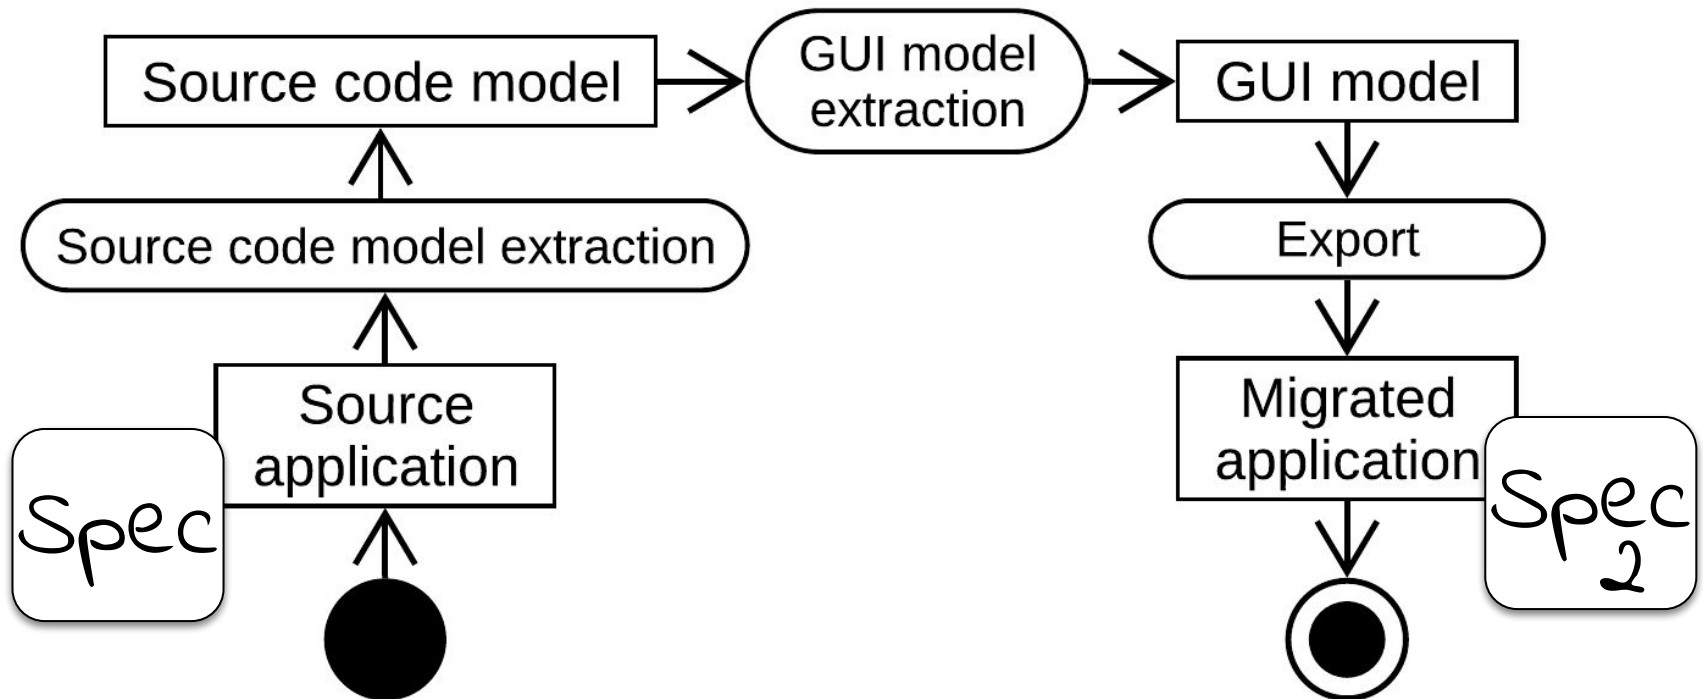 Source code model
GUI model
extraction
GUI model
Source code model extraction
Export
Source
application
Migrated
application
Spec
Spec
2